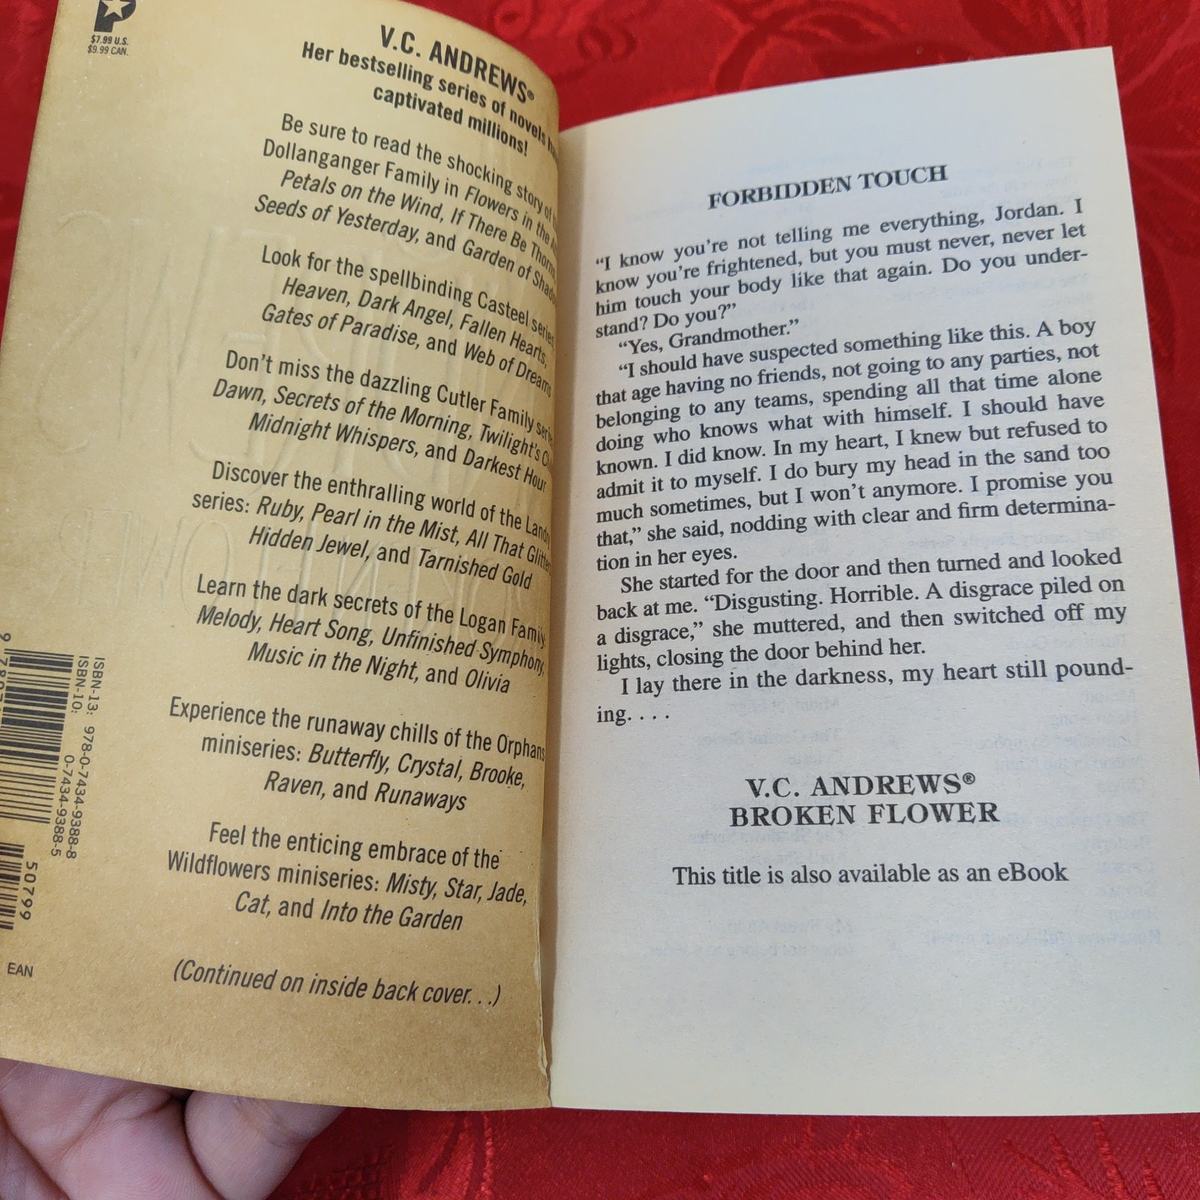 $7.99 U.S.
$9.99 CAN.
V.C. ANDREWS®
Her bestselling series of novels
captivated millions!
Be sure to read the shocking story of
Dollanganger Family in Flowers in the
Petals on the Wind, If There Be Thorns
Seeds of Yesterday, and Garden of
Look for the spellbinding Casteel series
Heaven, Dark Angel, Fallen Hearts,
Gates of Paradise, and Web of Dreams
Don't miss the dazzling Cutler Family
Dawn, Secrets of the Morning, Twilight's
Midnight Whispers, and Darkest Hour
Discover the enthralling world of the
series: Ruby, Pearl in the Mist, All That
Hidden Jewel, and Tarnished Gold
Learn the dark secrets of the Logan Family
Melody, Heart Song, Unfinished Symphony,
Music in the Night, and Olivia
Experience the runaway chills of the Orphans
miniseries: Butterfly, Crystal, Brooke,
Raven, and Runaways
Feel the enticing embrace of the
Wildflowers miniseries: Misty, Star, Jade,
Cat, and Into the Garden
(Continued on inside back cover. . .)
ISBN-13: 978-0-7434-9388-8
ISBN-10: 0-7434-9388-5
50799
EAN
FORBIDDEN TOUCH
“I know you’re not telling me everything, Jordan. I
know you’re frightened, but you must never, never let
him touch your body like that again. Do you under-
stand? Do you?”
“Yes, Grandmother.”
“I should have suspected something like this. A boy
that age having no friends, not going to any parties, not
belonging to any teams, spending all that time alone
doing who knows what with himself. I should have
known. I did know. In my heart, I knew but refused to
admit it to myself. I do bury my head in the sand too
much sometimes, but I won’t anymore. I promise you
that,” she said, nodding with clear and firm determina-
tion in her eyes.
She started for the door and then turned and looked
back at me. “Disgusting. Horrible. A disgrace piled on
a disgrace,” she muttered, and then switched off my
lights, closing the door behind her.
I lay there in the darkness, my heart still pound-
ing. . . .
V.C. ANDREWS®
BROKEN FLOWER
This title is also available as an eBook